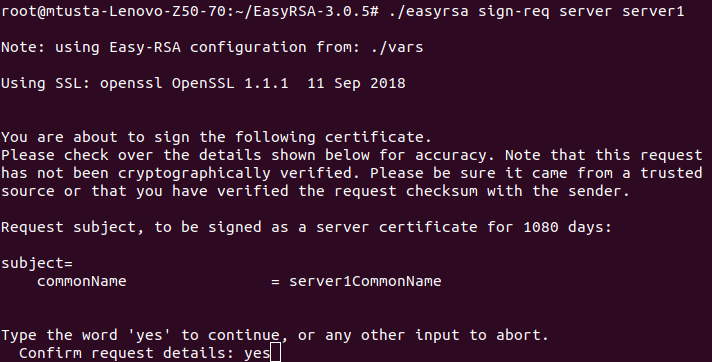 root@mtusta-Lenovo-Z50-70:~/EasyRSA-3.0.5# ./easyrsa sign-req server server1
Note: using Easy-RSA configuration from: ./vars
Using SSL: openssl OpenSSL 1.1.1  11 Sep 2018
You are about to sign the following certificate.
Please check over the details shown below for accuracy. Note that this request
has not been cryptographically verified. Please be sure it came from a trusted
source or that you have verified the request checksum with the sender.
Request subject, to be signed as a server certificate for 1080 days:
subject=
    commonName                = server1CommonName
Type the word 'yes' to continue, or any other input to abort.
  Confirm request details: yes